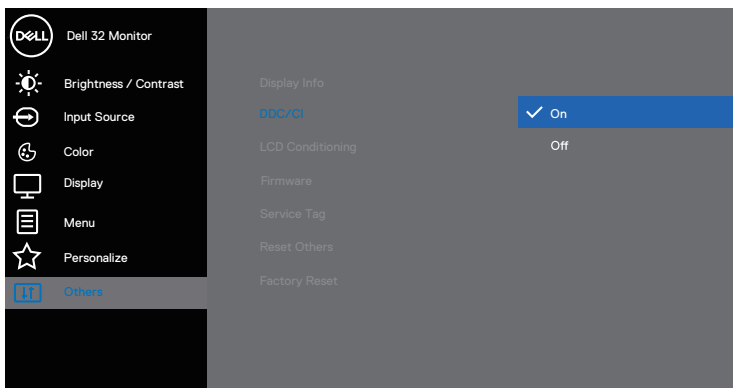 DELL
Dell 32 Monitor
Brightness / Contrast
Input Source
Color
Display
Menu
Personalize
Others
Display Info
DDC/CI
LCD Conditioning
Firmware
Service Tag
Reset Others
Factory Reset
On
Off